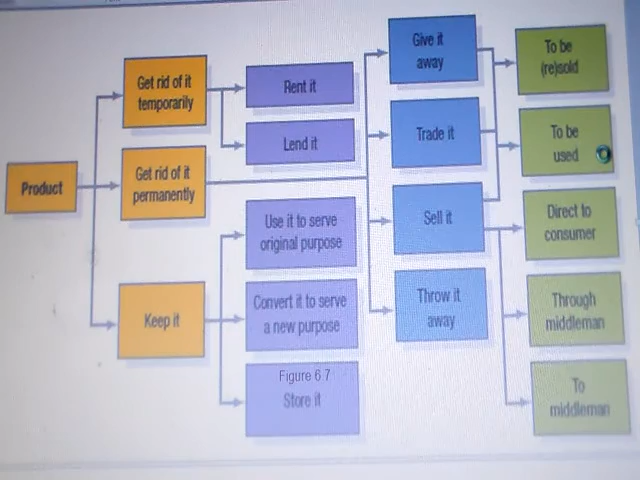 Product
Get rid of it
temporarily
Get rid of it
permanently
Keep it
Rent it
Lend it
Use it to serve
original purpose
Convert it to serve
a new purpose
Figure 6.7
Store it
Give it
away
Trade it
Sell it
Throw it
away
To be
(re)sold
To be
used
Direct to
consumer
Through
middleman
To
middleman